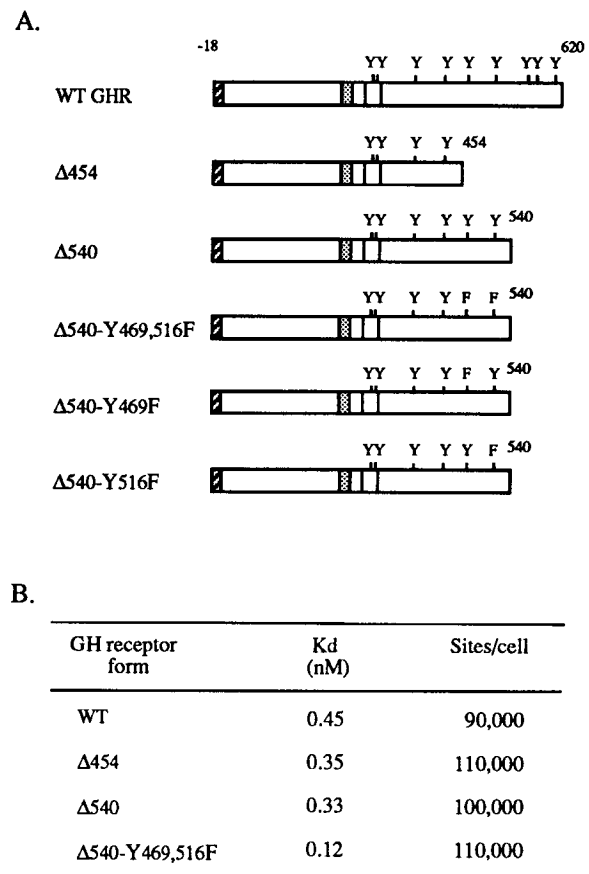 A.
-18 620
YY Y Y Y Y YY Y
WT GHR
YY Y Y 454
Δ454
YY Y Y Y Y 540
Δ540
YY Y Y F F 540
Δ540-Y469,516F
YY Y Y F Y 540
Δ540-Y469F
YY Y Y Y F 540
Δ540-Y516F
B.
GH receptor Kd Sites/cell
form (nM)
WT 0.45 90,000
Δ454 0.35 110,000
Δ540 0.33 100,000
Δ540-Y469,516F 0.12 110,000